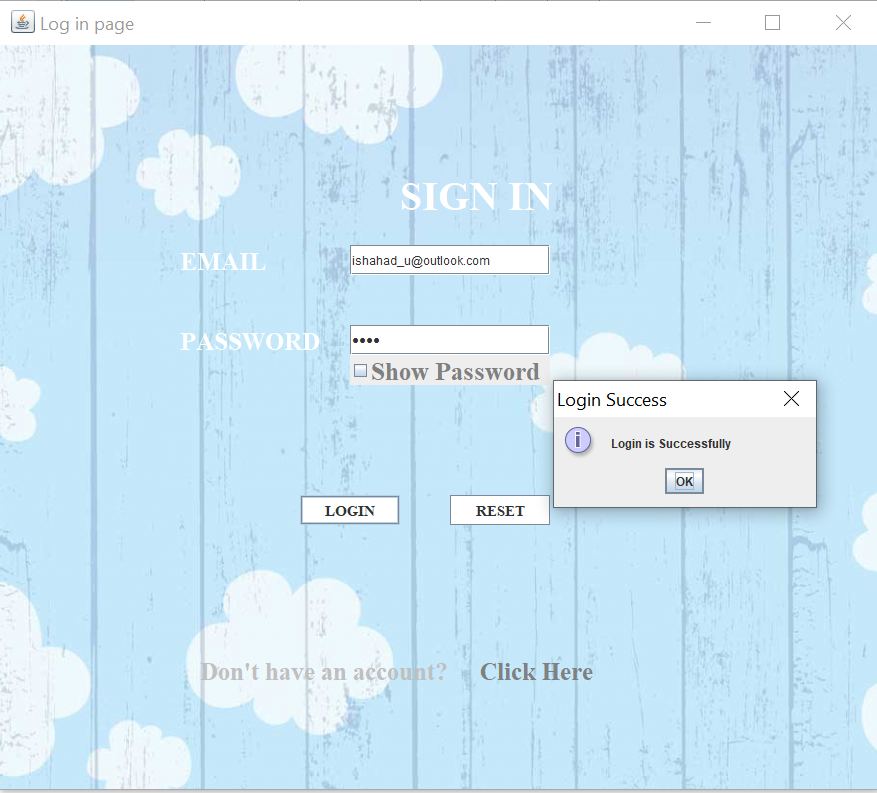 Log in page
SIGN IN
EMAIL
ishahad_u@outlook.com
PASSWORD
••••
Show Password
Login Success
Login is Successfully
OK
LOGIN
RESET
Don't have an account?
Click Here